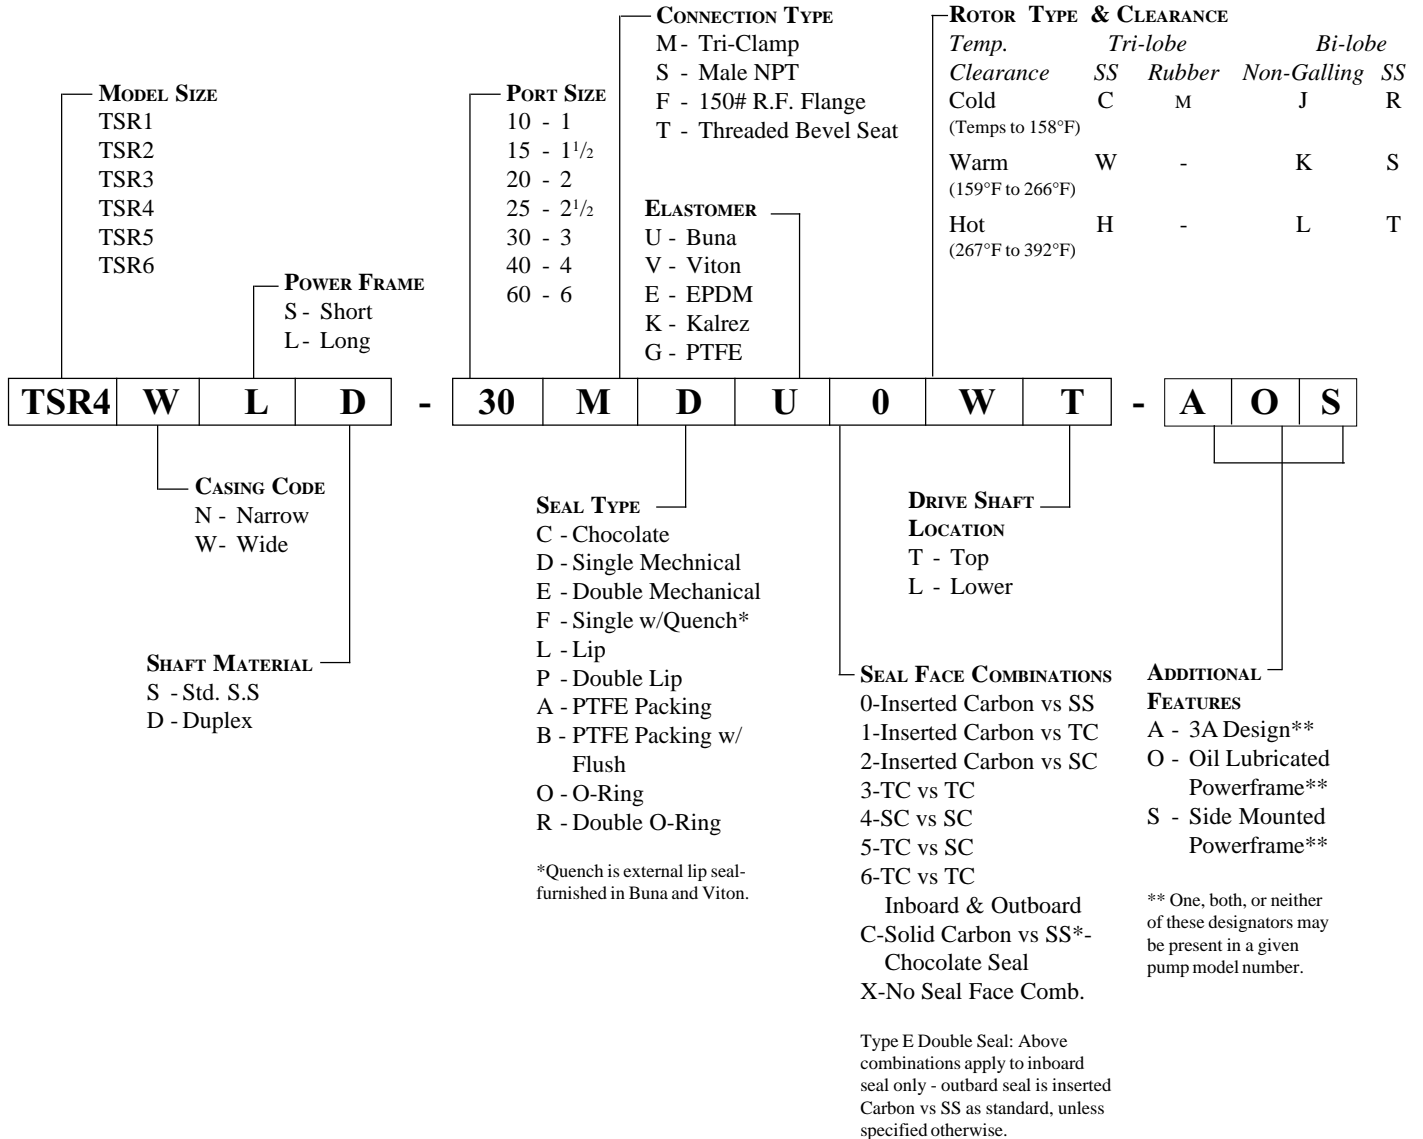 MODEL SIZE
TSR1
TSR2
TSR3
TSR4
TSR5
TSR6
POWER FRAME
S - Short
L - Long
PORT SIZE
10 - 1
15 - 1 1/2
20 - 2
25 - 2 1/2
30 - 3
40 - 4
60 - 6
CONNECTION TYPE
M - Tri-Clamp
S - Male NPT
F - 150# R.F. Flange
T - Threaded Bevel Seat
ELASTOMER
U - Buna
V - Viton
E - EPDM
K - Kalrez
G - PTFE
ROTOR TYPE & CLEARANCE
Temp. Tri-lobe Bi-lobe
Clearance SS Rubber Non-Galling SS
Cold C M J R
(Temps to 158°F)
Warm W - K S
(159°F to 266°F)
Hot H - L T
(267°F to 392°F)
TSR4 W L D - 30 M D U 0 W T - A O S
CASING CODE
N - Narrow
W- Wide
SHAFT MATERIAL
S - Std. S.S
D - Duplex
SEAL TYPE
C - Chocolate
D - Single Mechnical
E - Double Mechanical
F - Single w/Quench*
L - Lip
P - Double Lip
A - PTFE Packing
B - PTFE Packing w/
Flush
O - O-Ring
R - Double O-Ring
*Quench is external lip seal-
furnished in Buna and Viton.
DRIVE SHAFT
LOCATION
T - Top
L - Lower
SEAL FACE COMBINATIONS
0-Inserted Carbon vs SS
1-Inserted Carbon vs TC
2-Inserted Carbon vs SC
3-TC vs TC
4-SC vs SC
5-TC vs SC
6-TC vs TC
Inboard & Outboard
C-Solid Carbon vs SS*-
Chocolate Seal
X-No Seal Face Comb.
Type E Double Seal: Above
combinations apply to inboard
seal only - outbard seal is inserted
Carbon vs SS as standard, unless
specified otherwise.
ADDITIONAL
FEATURES
A - 3A Design**
O - Oil Lubricated
Powerframe**
S - Side Mounted
Powerframe**
** One, both, or neither
of these designators may
be present in a given
pump model number.